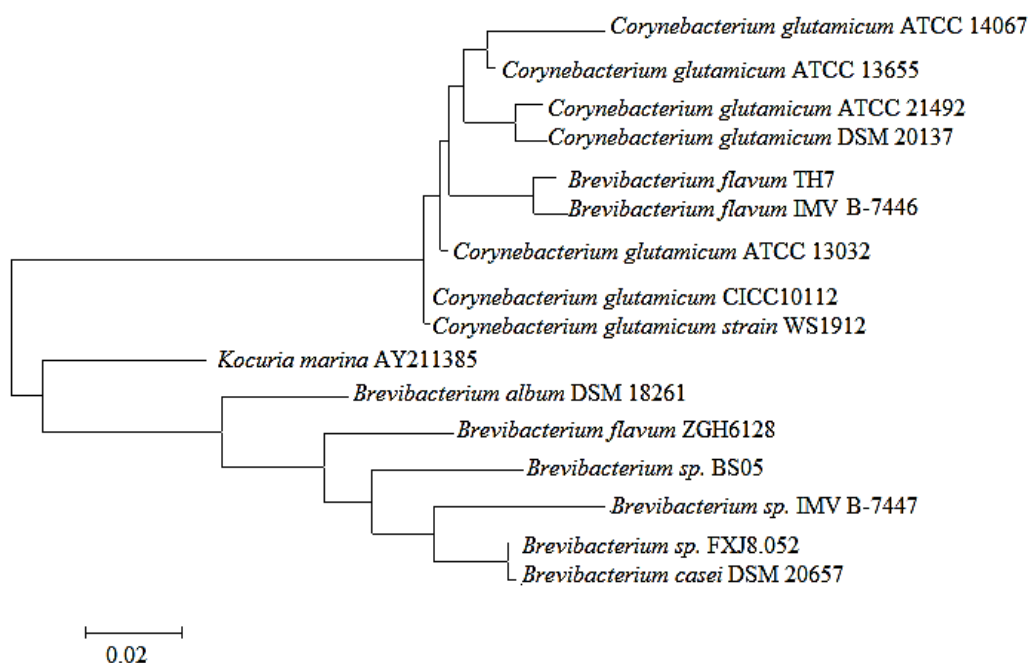 Corynebacterium glutamicum ATCC 14067
Corynebacterium glutamicum ATCC 13655
Corynebacterium glutamicum ATCC 21492
Corynebacterium glutamicum DSM 20137
Brevibacterium flavum TH7
Brevibacterium flavum IMV B-7446
Corynebacterium glutamicum ATCC 13032
Corynebacterium glutamicum CICC10112
Corynebacterium glutamicum strain WS1912
Kocuria marina AY211385
Brevibacterium album DSM 18261
Brevibacterium flavum ZGH6128
Brevibacterium sp. BS05
Brevibacterium sp. IMV B-7447
Brevibacterium sp. FXJ8.052
Brevibacterium casei DSM 20657
0.02